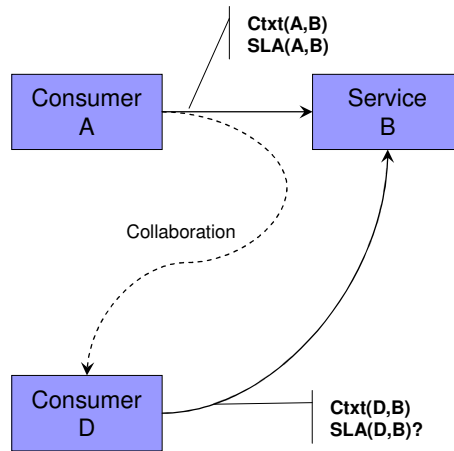 Ctxt(A,B)
SLA(A,B)
Consumer
A
Service
B
Collaboration
Consumer
D
Ctxt(D,B)
SLA(D,B)?